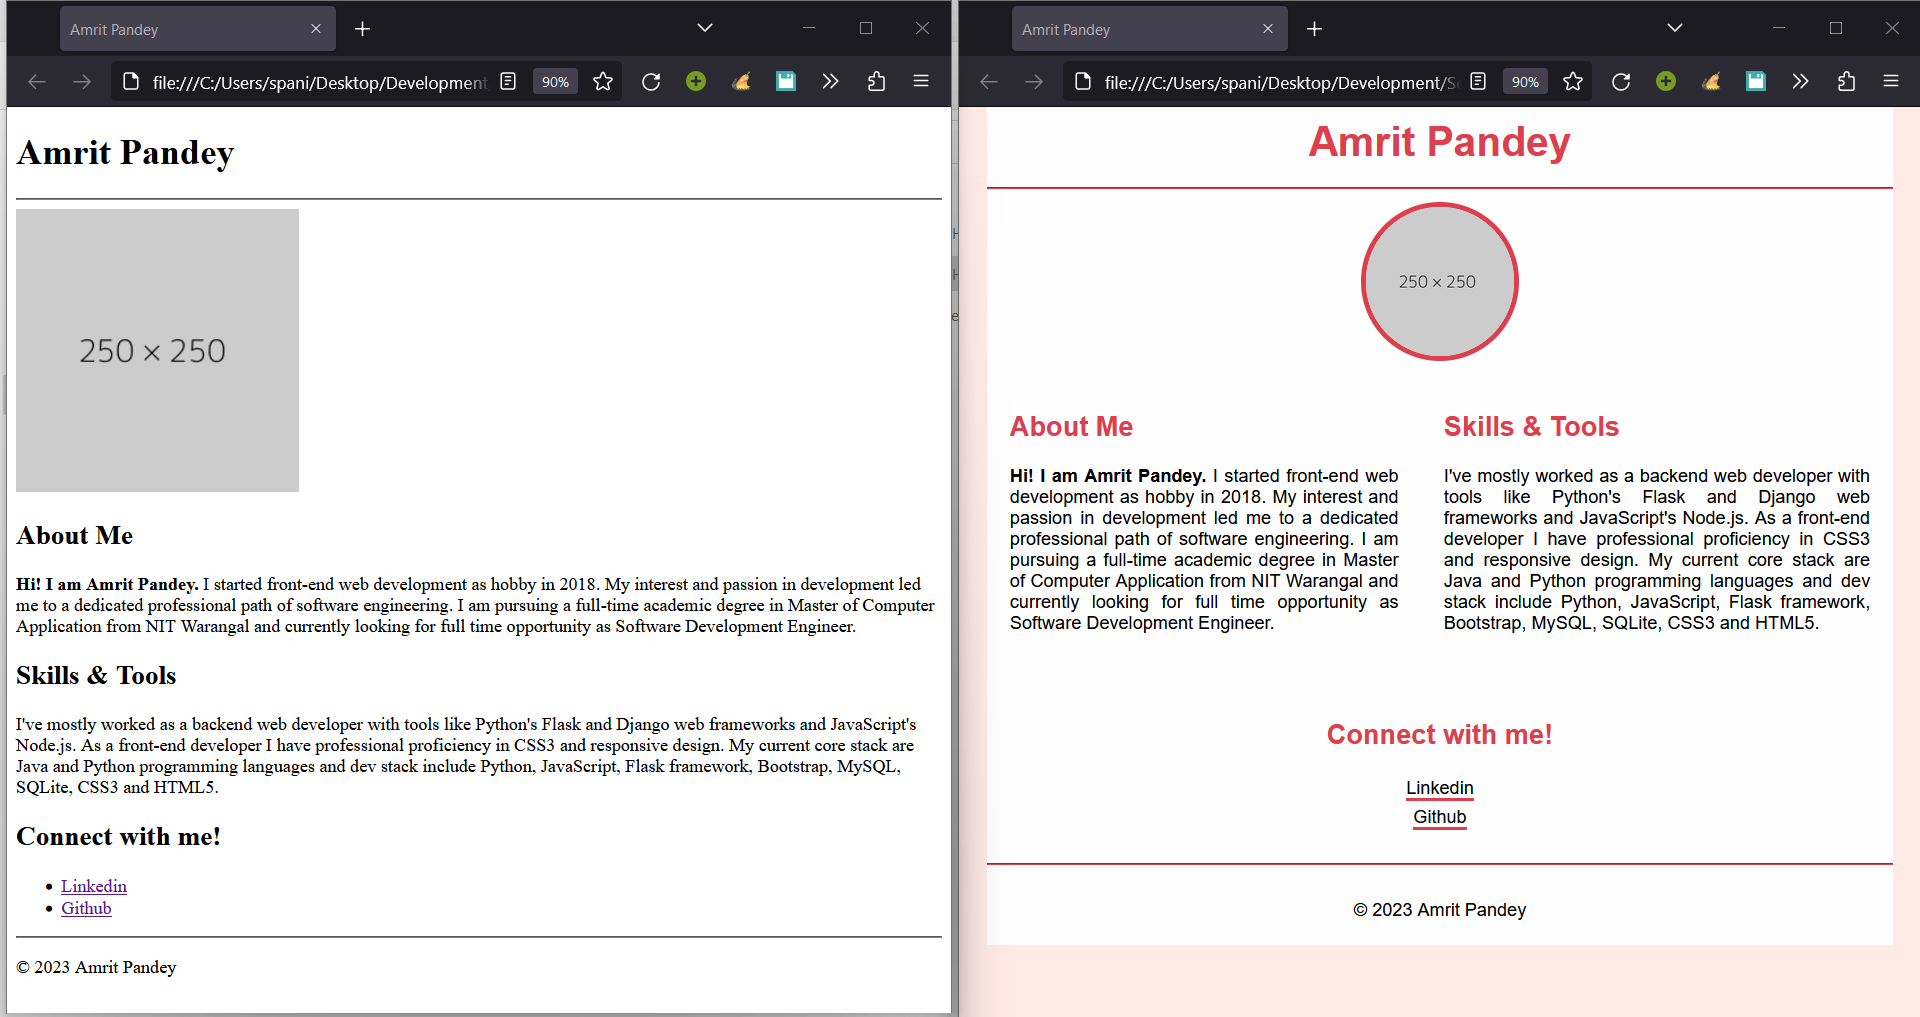 Amrit Pandey
file:///C:/Users/spani/Desktop/Development
90%
Amrit Pandey
250 × 250
About Me
Hi! I am Amrit Pandey. I started front-end web development as hobby in 2018. My interest and passion in development led
me to a dedicated professional path of software engineering. I am pursuing a full-time academic degree in Master of Computer
Application from NIT Warangal and currently looking for full time opportunity as Software Development Engineer.
Skills & Tools
I've mostly worked as a backend web developer with tools like Python's Flask and Django web frameworks and JavaScript's
Node.js. As a front-end developer I have professional proficiency in CSS3 and responsive design. My current core stack are
Java and Python programming languages and dev stack include Python, JavaScript, Flask framework, Bootstrap, MySQL,
SQLite, CSS3 and HTML5.
Connect with me!
• Linkedin
• Github
© 2023 Amrit Pandey
Amrit Pandey
file:///C:/Users/spani/Desktop/Development/S
90%
Amrit Pandey
250 × 250
About Me
Hi! I am Amrit Pandey. I started front-end web
development as hobby in 2018. My interest and
passion in development led me to a dedicated
professional path of software engineering. I am
pursuing a full-time academic degree in Master
of Computer Application from NIT Warangal and
currently looking for full time opportunity as
Software Development Engineer.
Skills & Tools
I've mostly worked as a backend web developer with
tools like Python's Flask and Django web
frameworks and JavaScript's Node.js. As a front-end
developer I have professional proficiency in CSS3
and responsive design. My current core stack are
Java and Python programming languages and dev
stack include Python, JavaScript, Flask framework,
Bootstrap, MySQL, SQLite, CSS3 and HTML5.
Connect with me!
Linkedin
Github
© 2023 Amrit Pandey